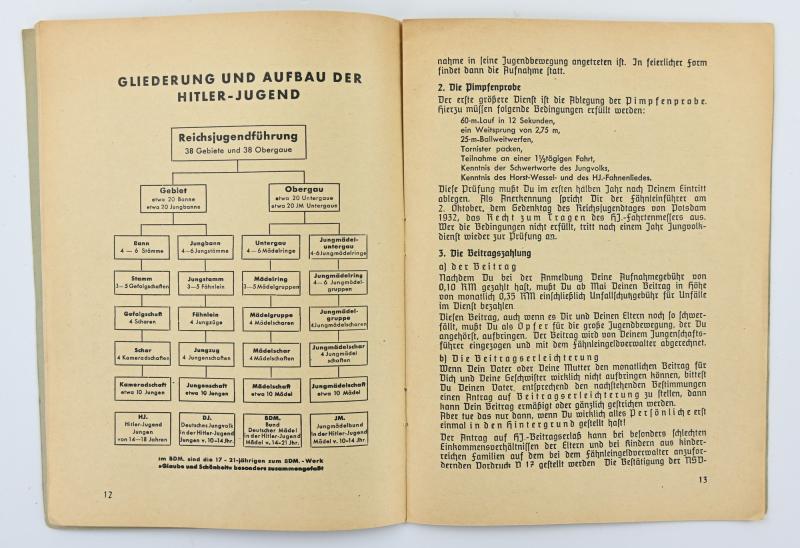 GLIEDERUNG UND AUFBAU DER
HITLER-JUGEND
Reichsjugendführung
38 Gebiete und 38 Obergaue
Gebiet
etwa 20 Banne
etwa 20 Jungbanne
Obergau
etwa 20 Untergaue
etwa 20 JM Untergaue
Bann
4 — 6 Stämme
Jungbann
4—6 Jungstämme
Untergau
4—6 Mädelringe
Jungmädel-
untergau
4-6 Jungmädelringe
Stamm
3—5 Gefolgschaften
Jungstamm
3—5 Fähnlein
Mädelring
3—5 Mädelgruppen
Jungmädelring
4—6 Jungmädel-
gruppen
Gefolgschaft
4 Scharen
Fähnlein
4 Jungzüge
Mädelgruppe
4 Mädelscharen
Jungmädel-
gruppe
4 Jungmädelscharen
Schar
4 Kameradschaften
Jungzug
4 Jungenschaften
Mädelschar
4 Mädelschaften
Jungmädelschar
4 Jungmädel
schaften
Kameradschaft
etwa 10 Jungen
Jungenschaft
etwa 10 Jungen
Mädelschaft
etwa 10 Mädel
Jungmädelschaft
etwa 10 Mädel
HJ.
Hitler-Jugend
Jungen
von 14—18 Jahren
DJ.
Deutsches Jungvolk
in der Hitler-Jugend
Jungen v. 10-14 Jhr.
BDM.
Bund
Deutscher Mädel
in der Hitler-Jugend
Mädel v. 14-21 Jhr.
JM.
Jungmädelbund
in der Hitler-Jugend
Mädel v. 10—14 Jhr.
Im BDM. sind die 17 - 21-jährigen zum BDM. - Werk
»Glaube und Schönheit« besonders zusammengefaßt
12
nahme in seine Jugendbewegung angetreten ist. In feierlicher Form
findet dann die Aufnahme statt.
2. Die Pimpfenprobe
Der erste größere Dienst ist die Ablegung der Pimpfenprobe.
Hierzu müssen folgende Bedingungen erfüllt werden:
60-m-Lauf in 12 Sekunden,
ein Weitsprung von 2,75 m,
25-m-Ballweitwerfen,
Tornister packen,
Teilnahme an einer 1½tägigen Fahrt,
Kenntnis der Schwertworte des Jungvolks,
Kenntnis des Horst-Wessel- und des HJ.-Fahnenliedes.
Diese Prüfung mußt Du im ersten halben Jahr nach Deinem Eintritt
ablegen. Als Anerkennung spricht Dir der Fähnleinführer am
2. Oktober, dem Gedenktag des Reichsjugendtages von Potsdam
1932, das Recht zum Tragen des HJ.-Fahrtenmessers aus.
Wer die Bedingungen nicht erfüllt, tritt nach einem Jahr Jungvolk-
dienst wieder zur Prüfung an.
3. Die Beitragszahlung
a) der Beitrag
Nachdem Du bei der Anmeldung Deine Aufnahmegebühr von
0,10 RM gezahlt hast, mußt Du ab Mai Deinen Beitrag in Höhe
von monatlich 0,35 RM einschließlich Unfallschutzgebühr für Unfälle
im Dienst bezahlen
Diesen Beitrag, auch wenn es Dir und Deinen Eltern noch so schwer-
fällt, mußt Du als Opfer für die große Jugendbewegung, der Du
angehörst, aufbringen. Der Beitrag wird von Deinem Jungenschafts-
führer eingezogen und mit dem Fähnleingeldverwalter abgerechnet.
b) Die Beitragserleichterung
Wenn Dein Vater oder Deine Mutter den monatlichen Beitrag für
Dich und Deine Geschwister wirklich nicht aufbringen können, bittest
Du Deinen Vater, entsprechend den nachstehenden Bestimmungen
einen Antrag auf Beitragserleichterung zu stellen, dann
kann Dein Beitrag ermäßigt oder gänzlich gestrichen werden.
Aber tue das nur dann, wenn Du wirklich alles Persönliche erst
einmal in den Hintergrund gestellt hast!
Der Antrag auf HJ.-Beitragserlaß kann bei besonders schlechten
Einkommensverhältnissen der Eltern und bei Kindern aus kinder-
reichen Familien auf dem bei dem Fähnleingeldverwalter anzufor-
dernden Vordruck V 17 gestellt werden Die Bestätigung der NSV-
13